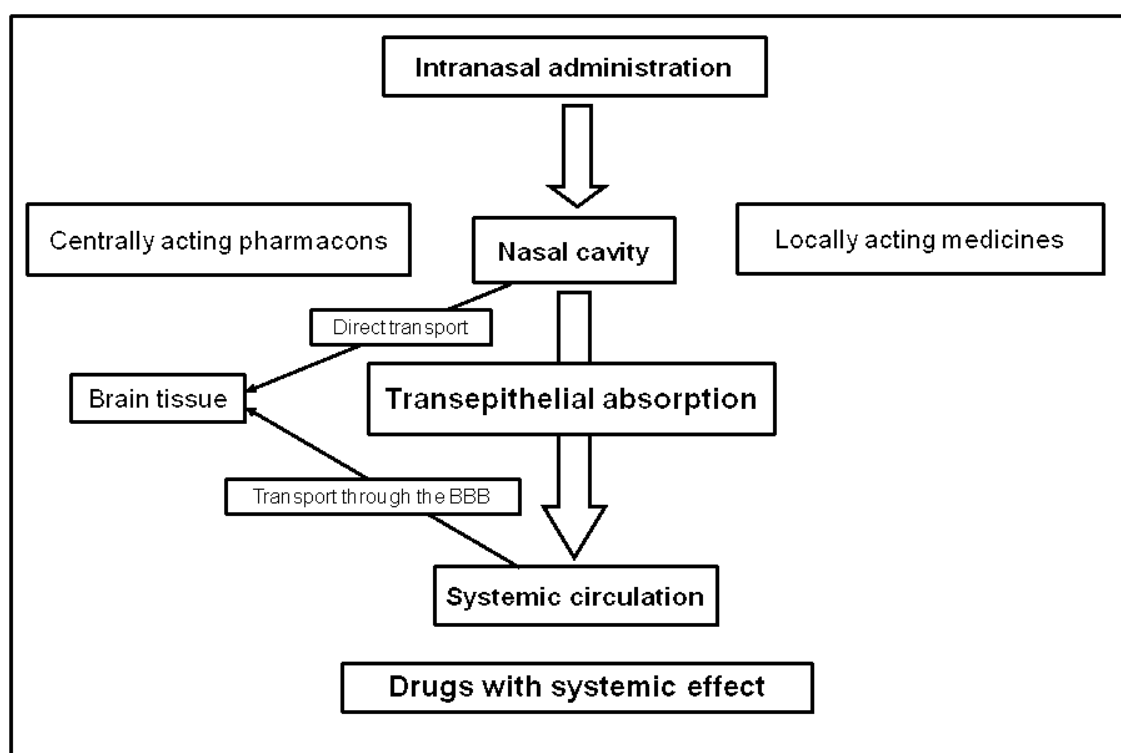 Intranasal administration
Centrally acting pharmacons
Nasal cavity
Locally acting medicines
Direct transport
Brain tissue
Transepithelial absorption
Transport through the BBB
Systemic circulation
Drugs with systemic effect